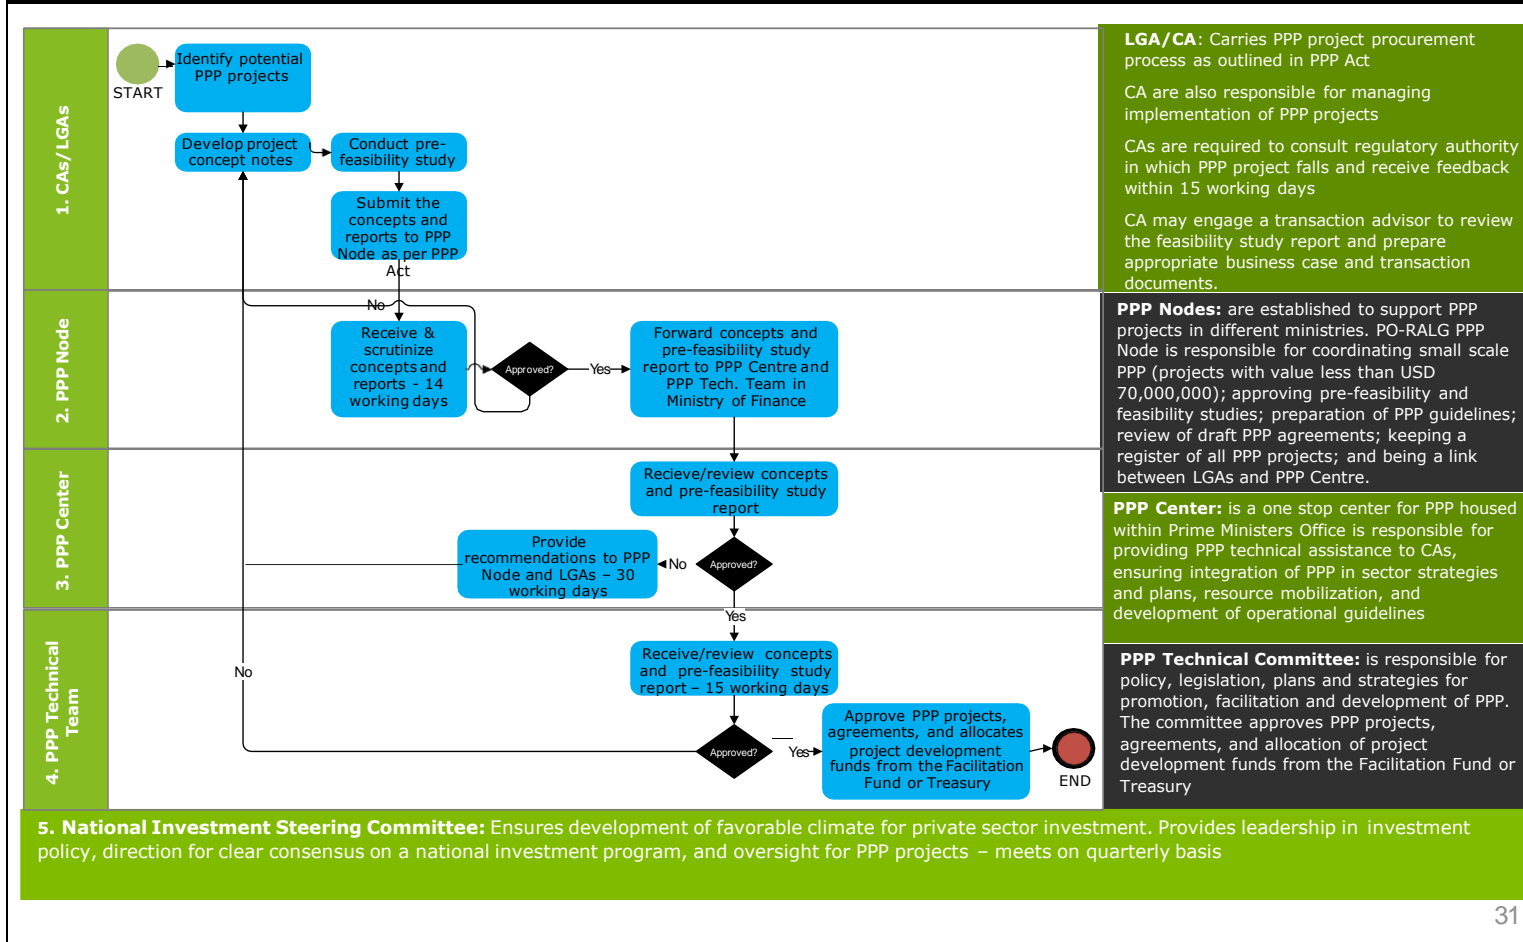 1. CAs/LGAs
START
Identify potential
PPP projects
Develop project
concept notes
Conduct pre-
feasibility study
Submit the
concepts and
reports to PPP
Node as per PPP
Act
LGA/CA: Carries PPP project procurement
process as outlined in PPP Act
CA are also responsible for managing
implementation of PPP projects
CAs are required to consult regulatory authority
in which PPP project falls and receive feedback
within 15 working days
CA may engage a transaction advisor to review
the feasibility study report and prepare
appropriate business case and transaction
documents.
2. PPP Node
No
Receive &
scrutinize
concepts and
reports - 14
working days
Approved?
Yes
Forward concepts and
pre-feasibility study
report to PPP Centre and
PPP Tech. Team in
Ministry of Finance
PPP Nodes: are established to support PPP
projects in different ministries. PO-RALG PPP
Node is responsible for coordinating small scale
PPP (projects with value less than USD
70,000,000); approving pre-feasibility and
feasibility studies; preparation of PPP guidelines;
review of draft PPP agreements; keeping a
register of all PPP projects; and being a link
between LGAs and PPP Centre.
3. PPP Center
Recieve/review concepts
and pre-feasibility study
report
Provide
recommendations to PPP
Node and LGAs – 30
working days
No
Approved?
Yes
PPP Center: is a one stop center for PPP housed
within Prime Ministers Office is responsible for
providing PPP technical assistance to CAs,
ensuring integration of PPP in sector strategies
and plans, resource mobilization, and
development of operational guidelines
4. PPP Technical
Team
Receive/review concepts
and pre-feasibility study
report – 15 working days
No
Approved?
Yes
Approve PPP projects,
agreements, and allocates
project development
funds from the Facilitation
Fund or Treasury
END
PPP Technical Committee: is responsible for
policy, legislation, plans and strategies for
promotion, facilitation and development of PPP.
The committee approves PPP projects,
agreements, and allocation of project
development funds from the Facilitation Fund or
Treasury
5. National Investment Steering Committee: Ensures development of favorable climate for private sector investment. Provides leadership in investment
policy, direction for clear consensus on a national investment program, and oversight for PPP projects – meets on quarterly basis
31